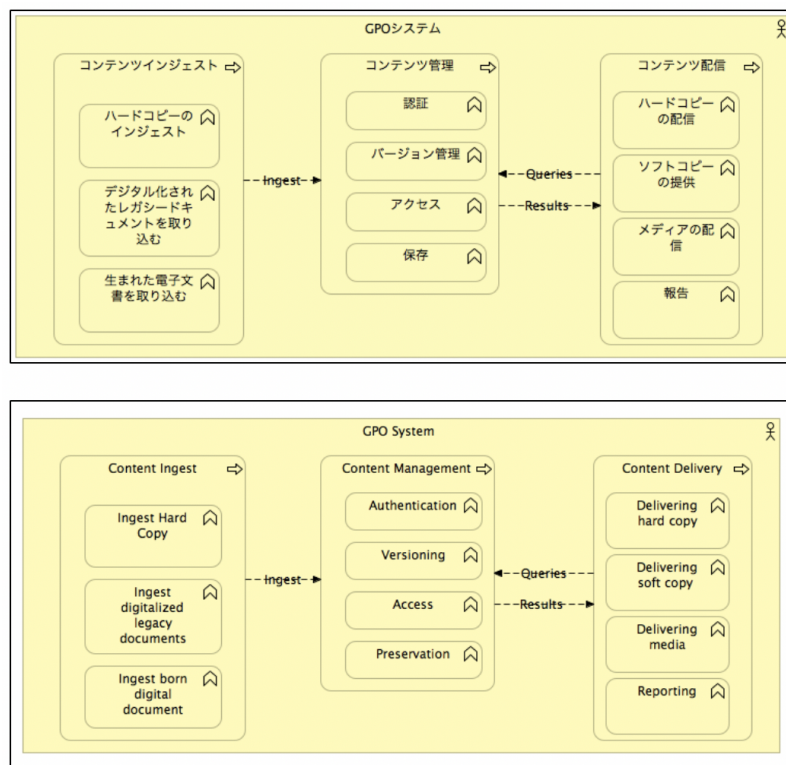 GPOシステム
コンテンツインジェスト
ハードコピーの
インジェスト
デジタル化され
たレガシードキ
ュメントを取り
込む
生まれた電子文
書を取り込む
Ingest
コンテンツ管理
認証
バージョン管理
アクセス
保存
Queries
Results
コンテンツ配信
ハードコピー
の配信
ソフトコピー
の提供
メディアの配
信
報告
GPO System
Content Ingest
Ingest Hard
Copy
Ingest
digitalized
legacy
documents
Ingest born
digital
document
Ingest
Content Management
Authentication
Versioning
Access
Preservation
Queries
Results
Content Delivery
Delivering
hard copy
Delivering
soft copy
Delivering
media
Reporting